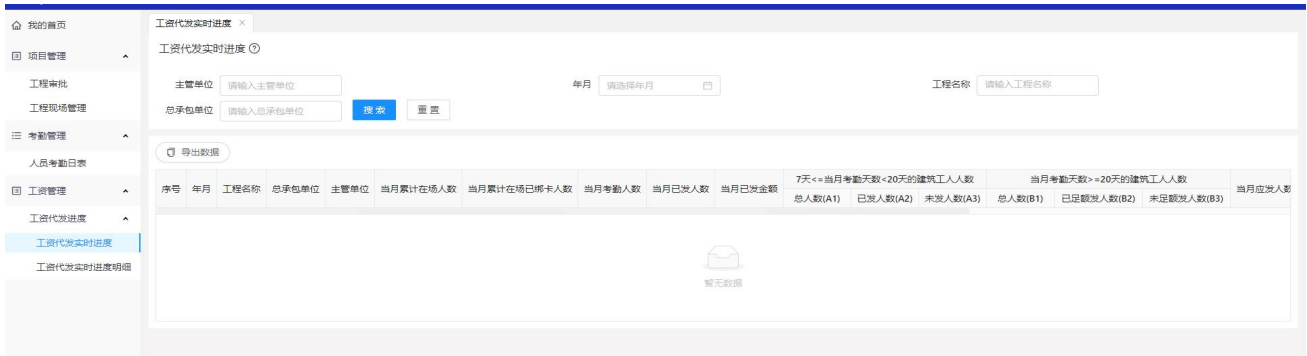 我的首页
项目管理
工程审批
工程现场管理
考勤管理
人员考勤日表
工资管理
工资代发进度
工资代发实时进度
工资代发实时进度明细
工资代发实时进度 ×
工资代发实时进度
主管单位 请输入主管单位 年月 请选择年月 工程名称 请输入工程名称
总承包单位 请输入总承包单位 搜索 重置
导出数据
序号 年月 工程名称 总承包单位 主管单位 当月累计在场人数 当月累计在场已绑卡人数 当月考勤人数 当月已发人数 当月已发金额 7天<=当月考勤天数<20天的建筑工人人数 当月考勤天数>=20天的建筑工人人数 当月应发人数
总人数(A1) 已发人数(A2) 未发人数(A3) 总人数(B1) 已足额发人数(B2) 未足额发人数(B3)
暂无数据